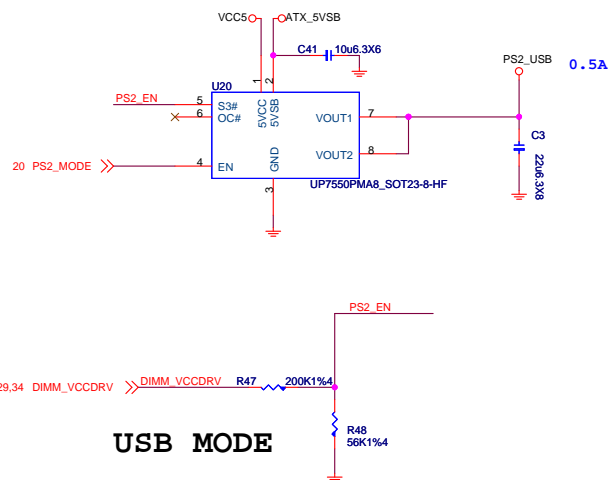 VCC5 ATX_5VSB
C41 10u6.3X6
PS2_USB 0.5A
U20
1 2
PS2_EN 5 S3# 5VCC 5VSB
6 OC# VOUT1 7
C3
22u6.3X8
VOUT2 8
20 PS2_MODE 4 EN GND
UP7550PMA8_SOT23-8-HF
3
PS2_EN
29,34 DIMM_VCCDRV DIMM_VCCDRV R47 200K1%4
R48
56K1%4
USB MODE